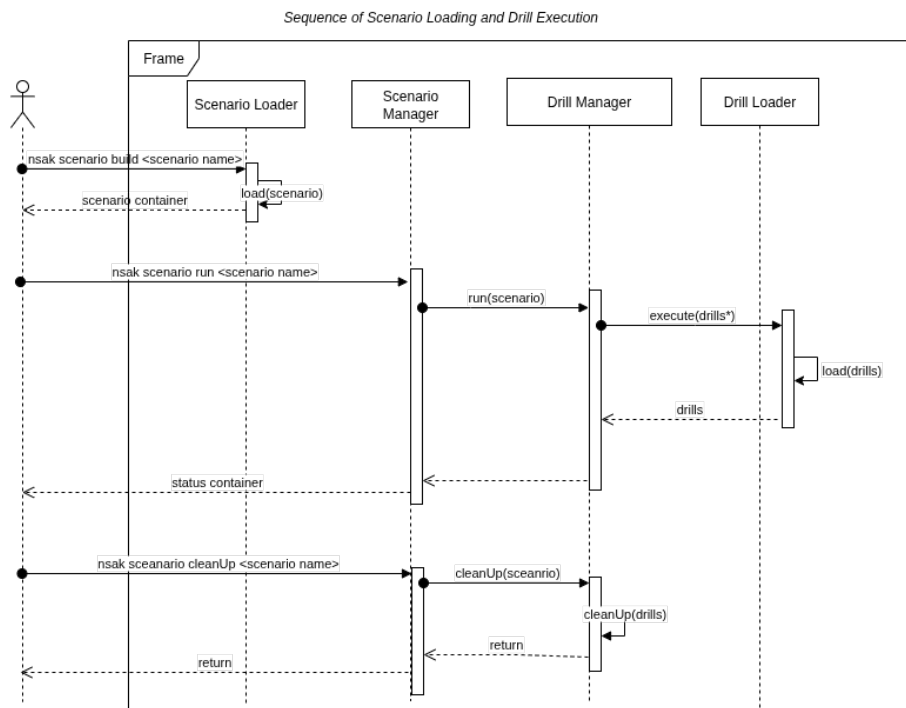 Sequence of Scenario Loading and Drill Execution
Frame
Scenario Loader
Scenario
Manager
Drill Manager
Drill Loader
nsak scenario build <scenario name>
load(scenario)
scenario container
nsak scenario run <scenario name>
run(scenario)
execute(drills*)
load(drills)
drills
status container
nsak sceanario cleanUp <scenario name>
cleanUp(sceanrio)
cleanUp(drills)
return
return